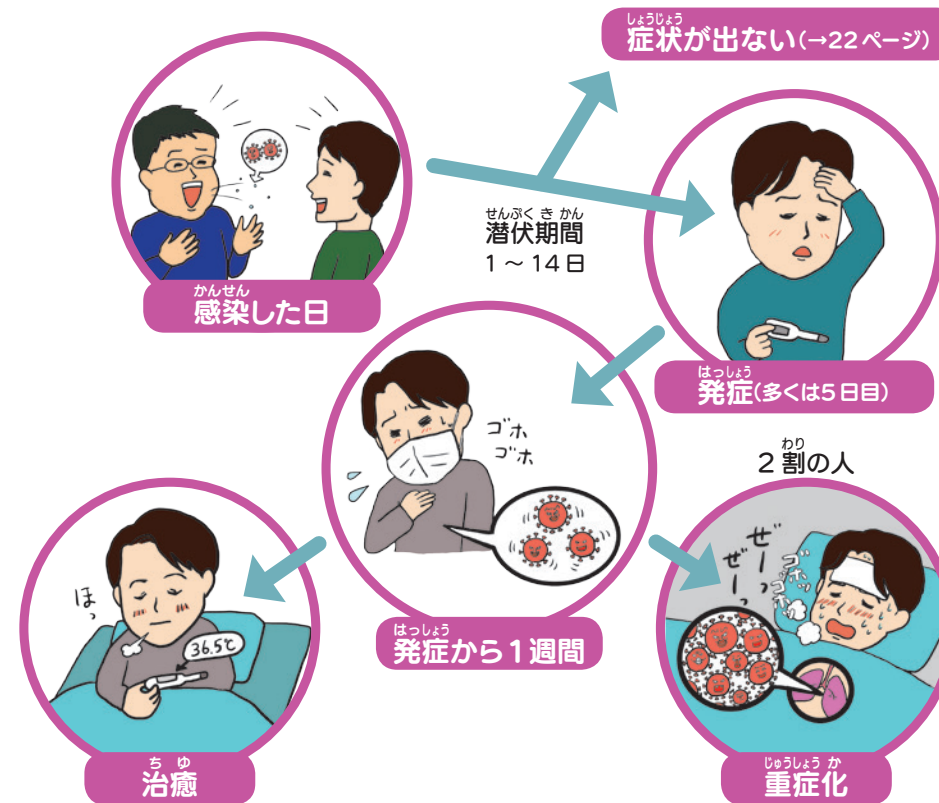 しょうじょう
症状が出ない(→22ページ)
せんぷくきかん
潜伏期間
1～14日
かんせん
感染した日
はっしょう
発症(多くは5日目)
ゴホ
ゴホ
わり
2割の人
ぜーっ
ぜーっ
ゴホッ
ゴホッ
ほっ
36.5℃
はっしょう
発症から1週間
ちゆ
治癒
じゅうしょうか
重症化